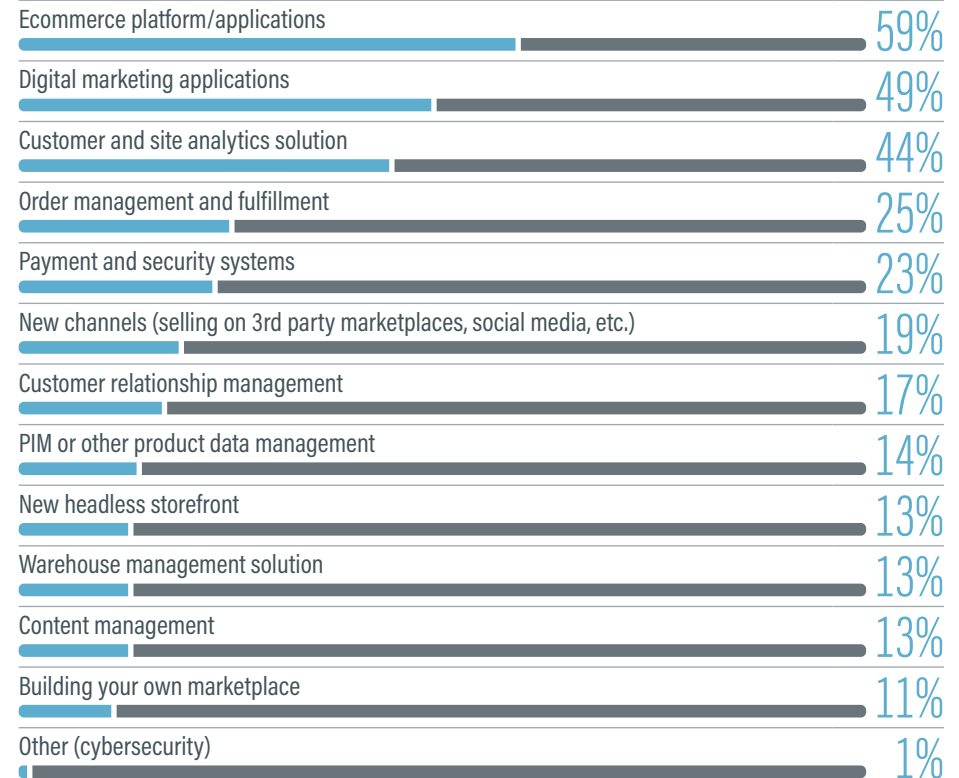 Ecommerce platform/applications
59%
Digital marketing applications
49%
Customer and site analytics solution
44%
Order management and fulfillment
25%
Payment and security systems
23%
New channels (selling on 3rd party marketplaces, social media, etc.)
19%
Customer relationship management
17%
PIM or other product data management
14%
New headless storefront
13%
Warehouse management solution
13%
Content management
13%
Building your own marketplace
11%
Other (cybersecurity)
1%